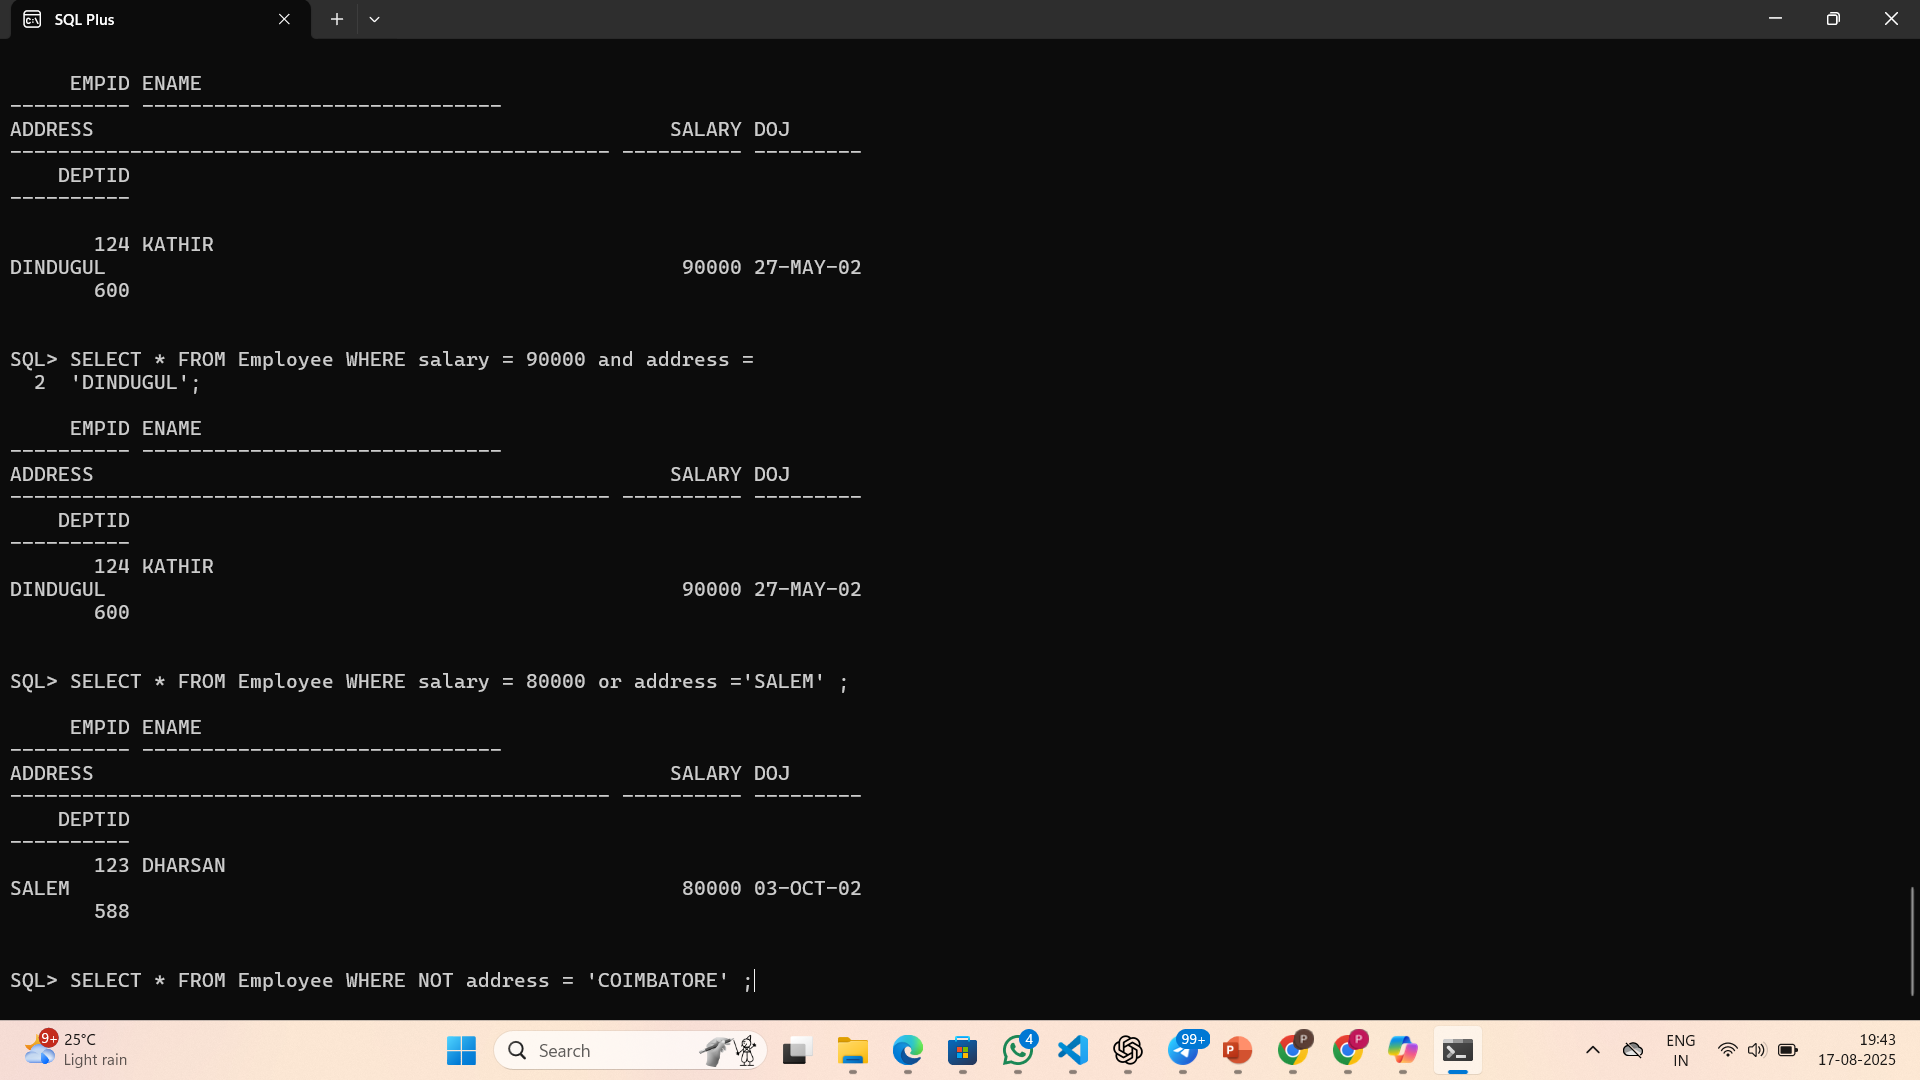 SQL Plus
EMPID ENAME
---------- ------------------------------
ADDRESS SALARY DOJ
-------------------------------------------------- ---------- ---------
DEPTID
----------
124 KATHIR
DINDUGUL 90000 27-MAY-02
600
SQL> SELECT * FROM Employee WHERE salary = 90000 and address =
2 'DINDUGUL';
EMPID ENAME
---------- ------------------------------
ADDRESS SALARY DOJ
-------------------------------------------------- ---------- ---------
DEPTID
----------
124 KATHIR
DINDUGUL 90000 27-MAY-02
600
SQL> SELECT * FROM Employee WHERE salary = 80000 or address ='SALEM' ;
EMPID ENAME
---------- ------------------------------
ADDRESS SALARY DOJ
-------------------------------------------------- ---------- ---------
DEPTID
----------
123 DHARSAN
SALEM 80000 03-OCT-02
588
SQL> SELECT * FROM Employee WHERE NOT address = 'COIMBATORE' ;
9+ 25°C
Light rain
Search
4
99+
P
P
P
ENG
IN
19:43
17-08-2025